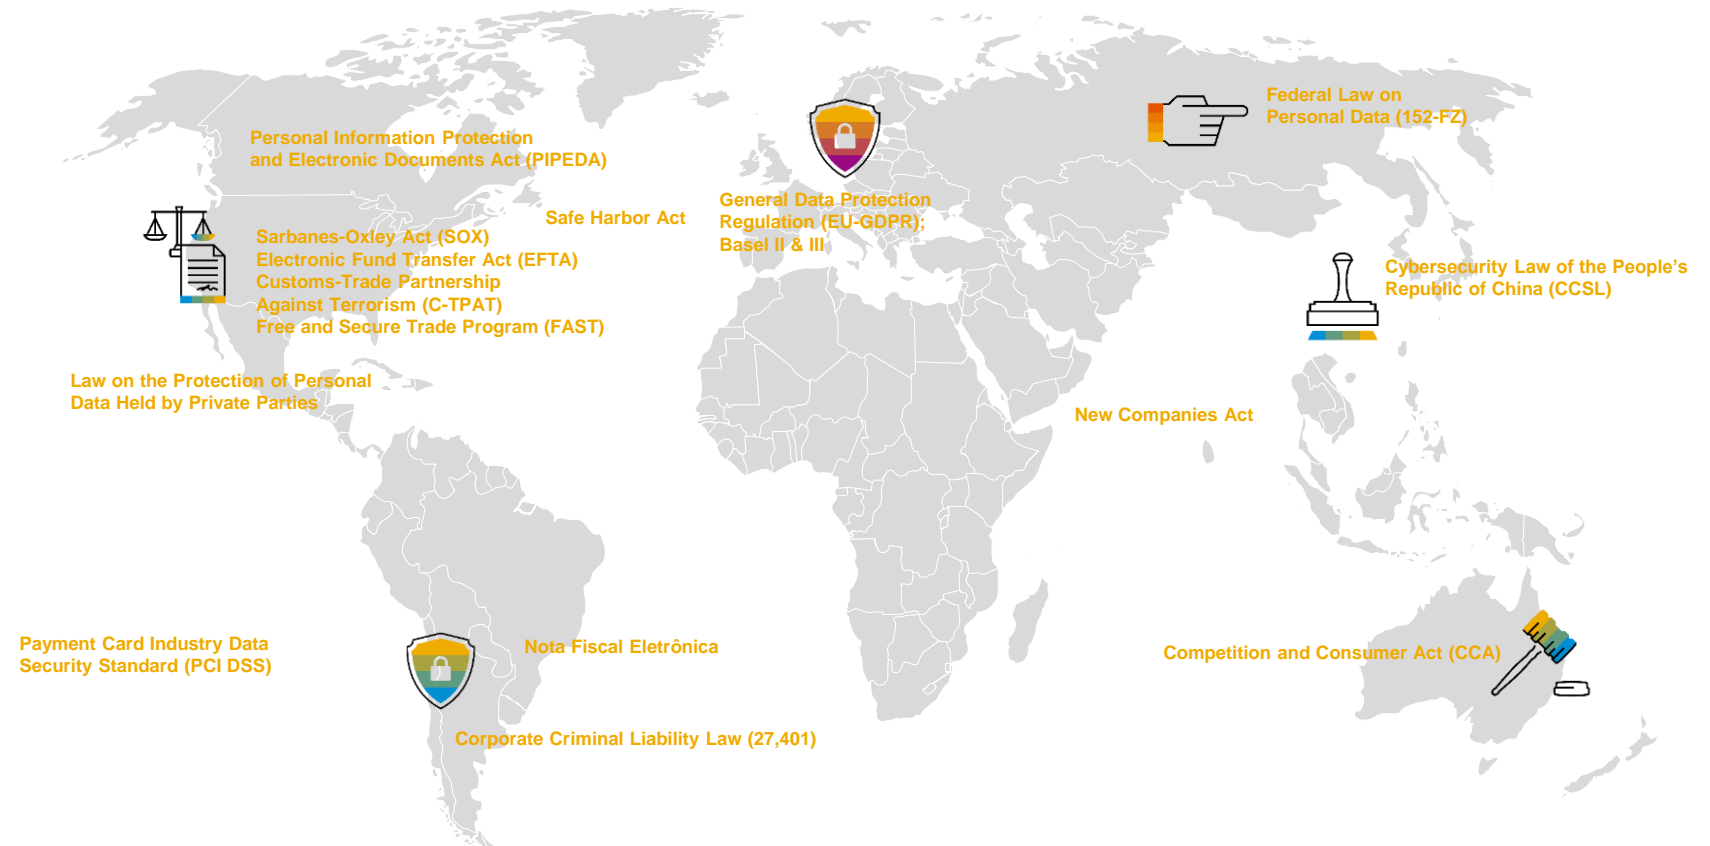 Federal Law on
Personal Data (152-FZ)
Personal Information Protection
and Electronic Documents Act (PIPEDA)
Safe Harbor Act
General Data Protection
Regulation (EU-GDPR);
Basel II & III
Sarbanes-Oxley Act (SOX)
Electronic Fund Transfer Act (EFTA)
Customs-Trade Partnership
Against Terrorism (C-TPAT)
Free and Secure Trade Program (FAST)
Cybersecurity Law of the People’s
Republic of China (CCSL)
Law on the Protection of Personal
Data Held by Private Parties
New Companies Act
Payment Card Industry Data
Security Standard (PCI DSS)
Nota Fiscal Eletrônica
Competition and Consumer Act (CCA)
Corporate Criminal Liability Law (27,401)